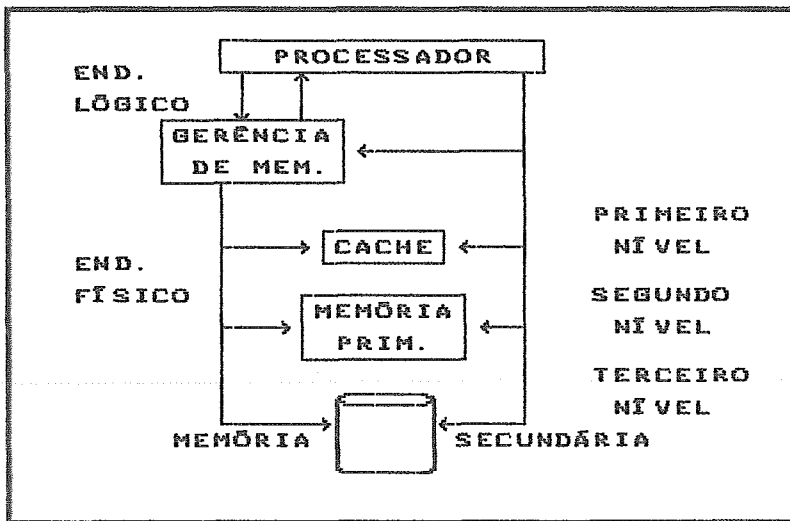 PROCESSADOR
END.
LÓGICO
GERÊNCIA
DE MEM.
PRIMEIRO
NÍVEL
CACHE
END.
FÍSICO
SEGUNDO
NÍVEL
MEMÓRIA
PRIM.
TERCEIRO
NÍVEL
MEMÓRIA SECUNDÁRIA